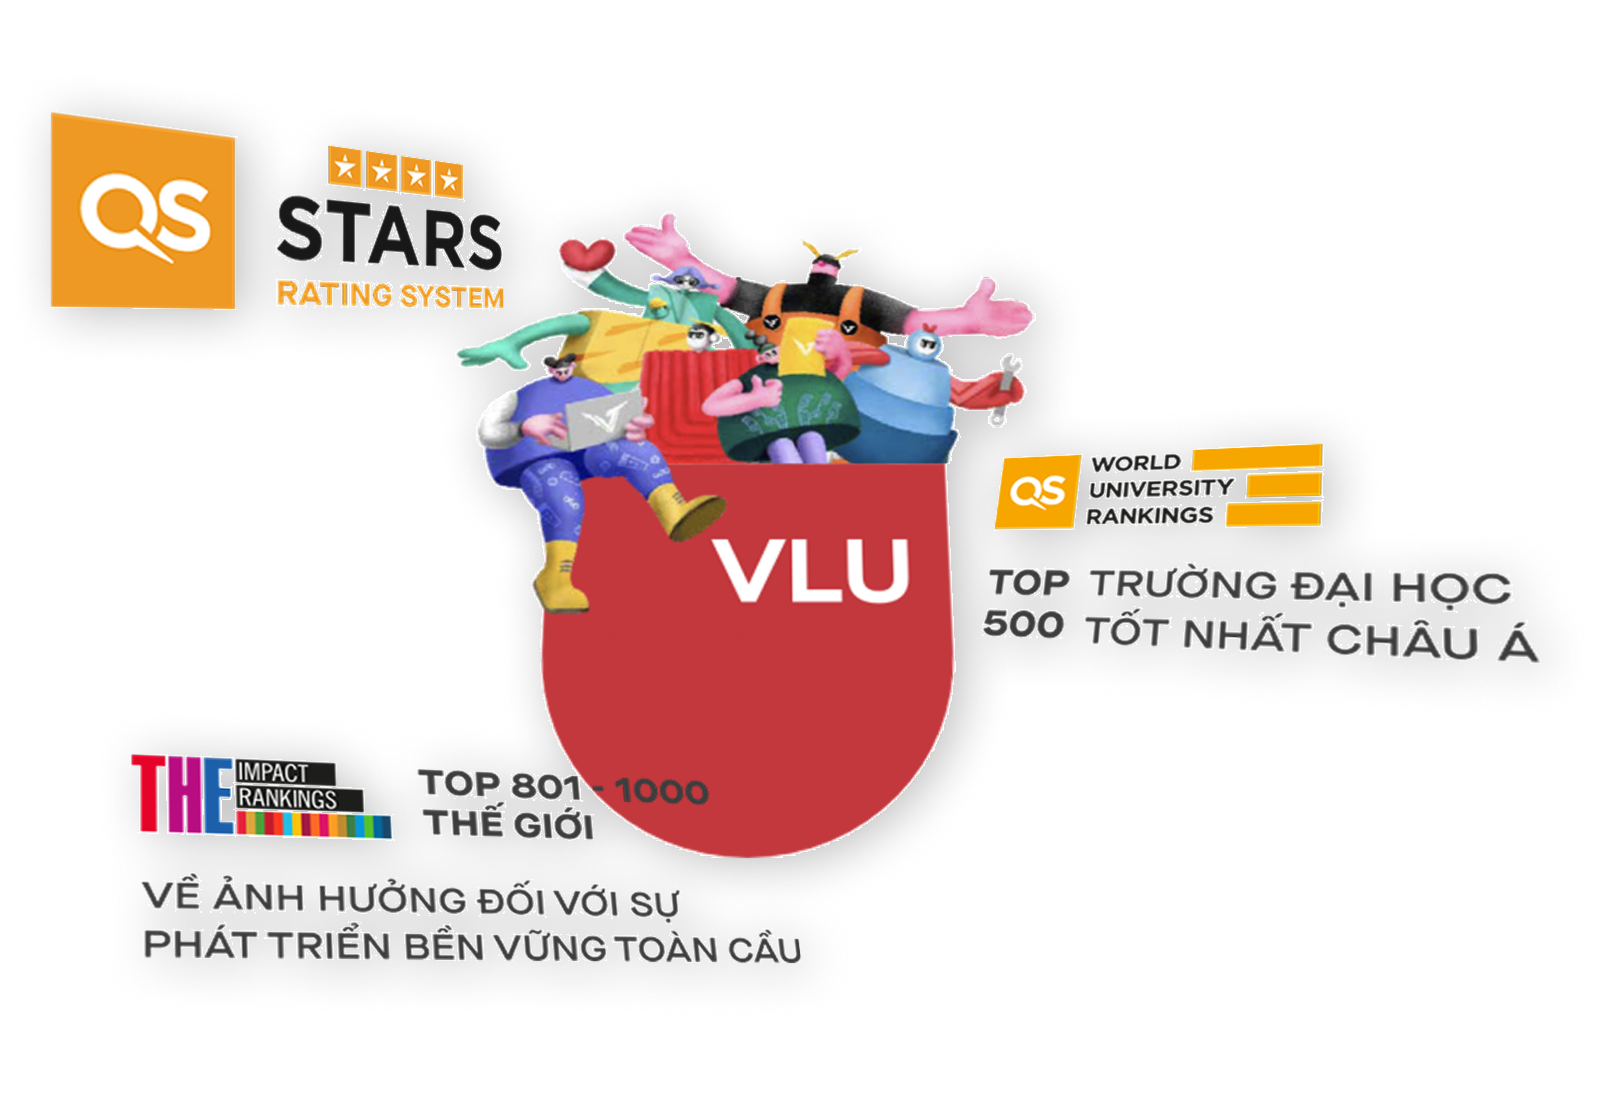 QS
STARS
RATING SYSTEM
QS
WORLD
UNIVERSITY
RANKINGS
VLU
TOP TRƯỜNG ĐẠI HỌC
500 TỐT NHẤT CHÂU Á
THE
IMPACT
RANKINGS
TOP 801 - 1000
THẾ GIỚI
VỀ ẢNH HƯỞNG ĐỐI VỚI SỰ
PHÁT TRIỂN BỀN VỮNG TOÀN CẦU